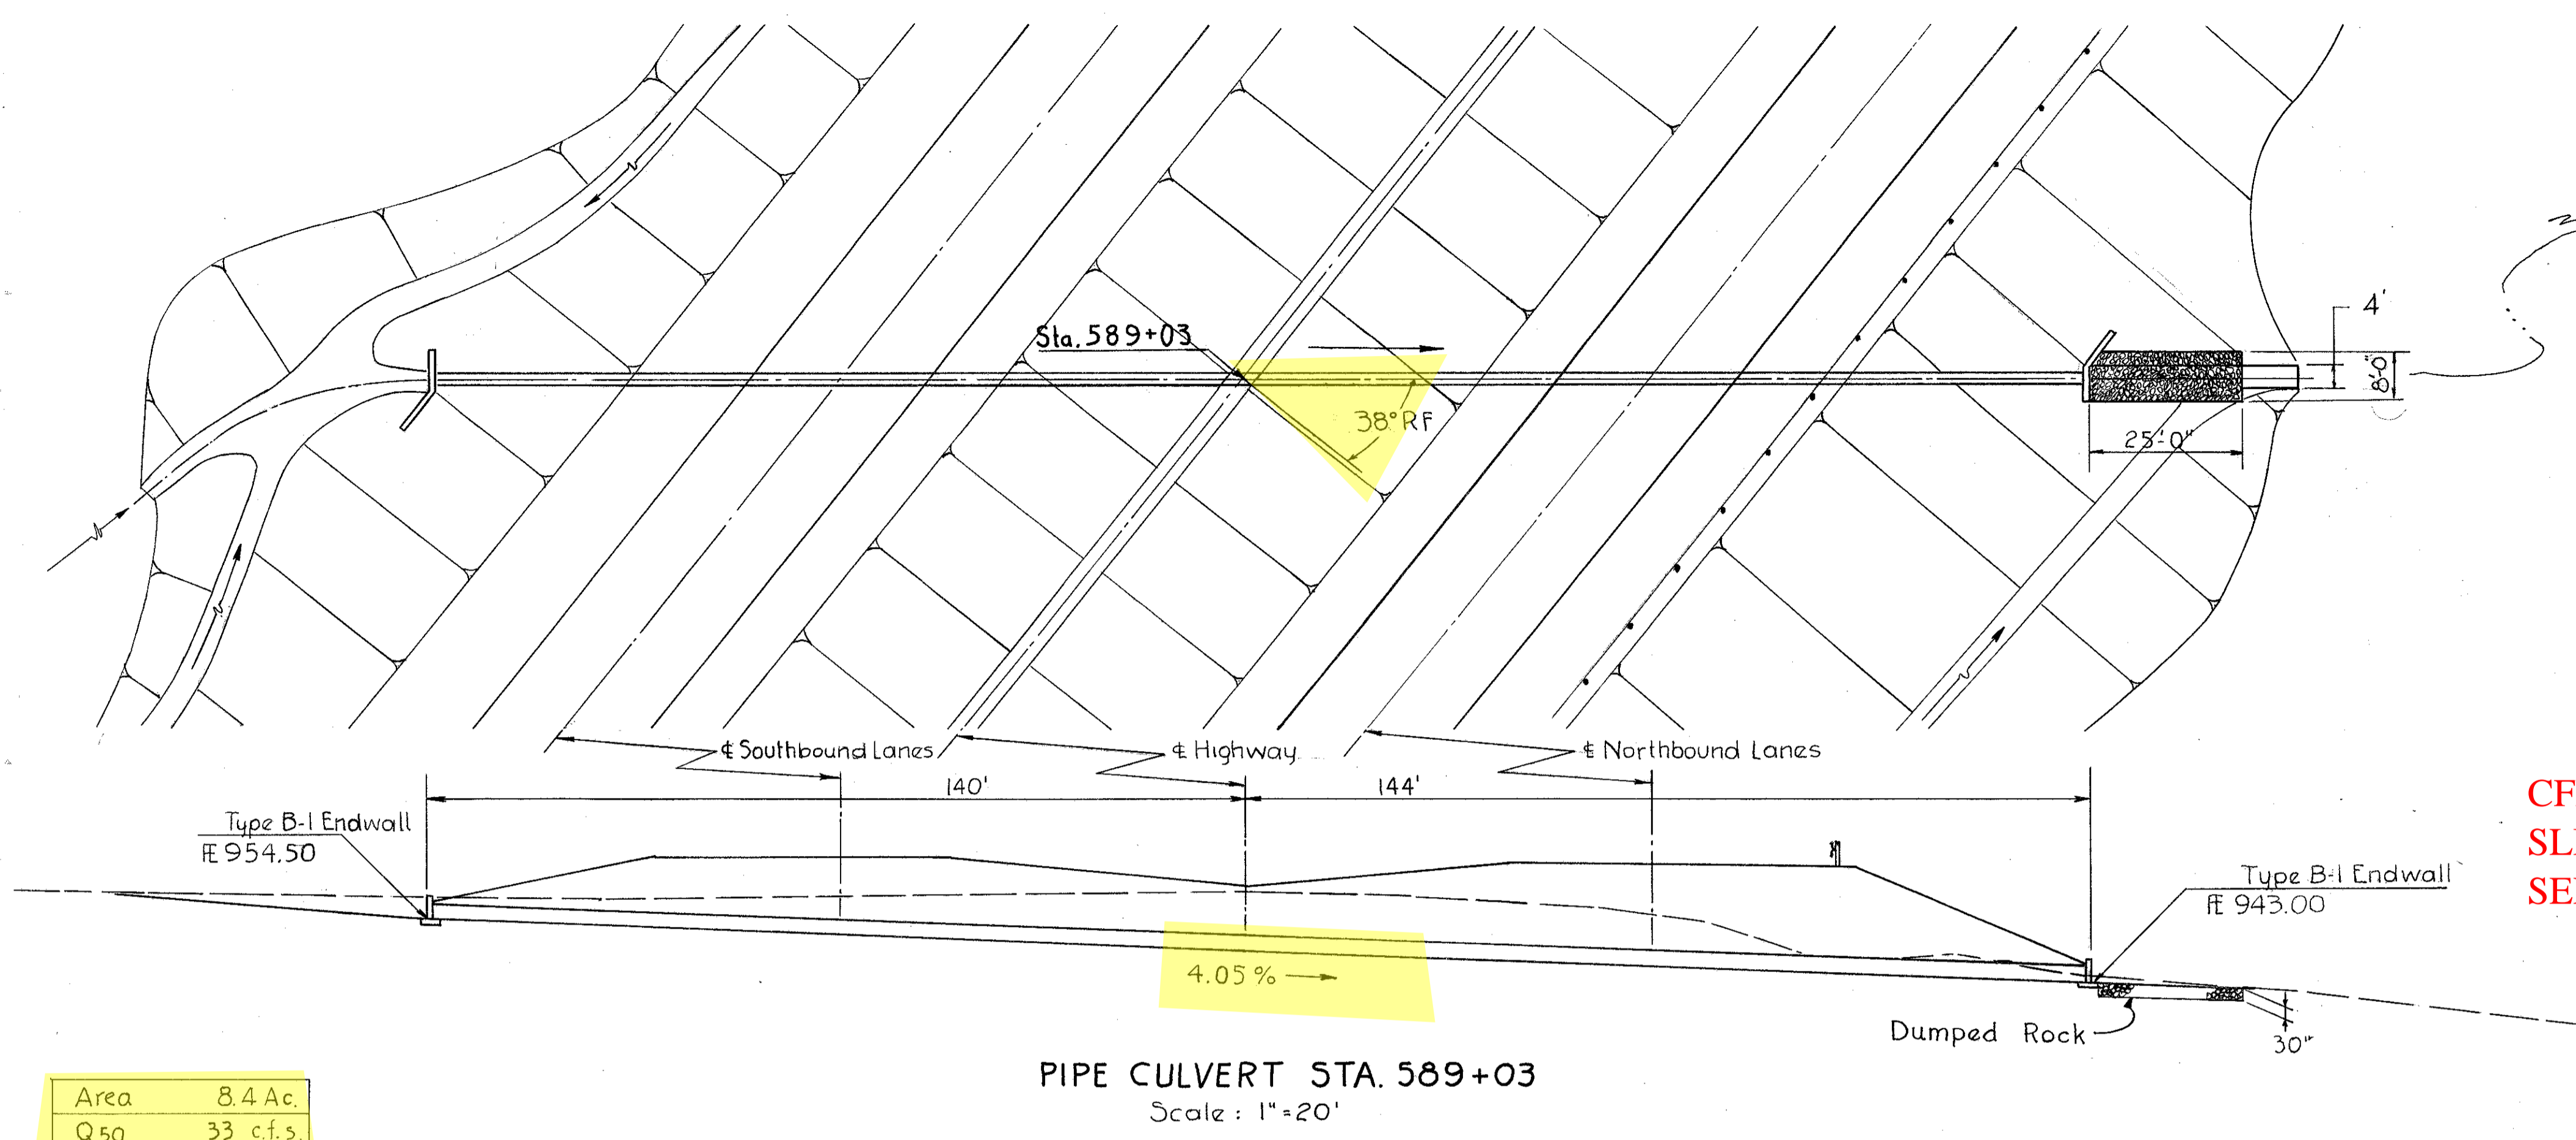 Sta. 589+03
38° RF
4'
8'-0"
25'-0"
℄ Southbound Lanes
℄ Highway
℄ Northbound Lanes
140'
144'
Type B-1 Endwall
FE 954.50
CF
Type B-1 Endwall
FE 943.00
4.05%
Dumped Rock
30"
PIPE CULVERT STA. 589+03
Scale: 1"=20'
Area 8.4 Ac.
Q50 33 c.f.s.